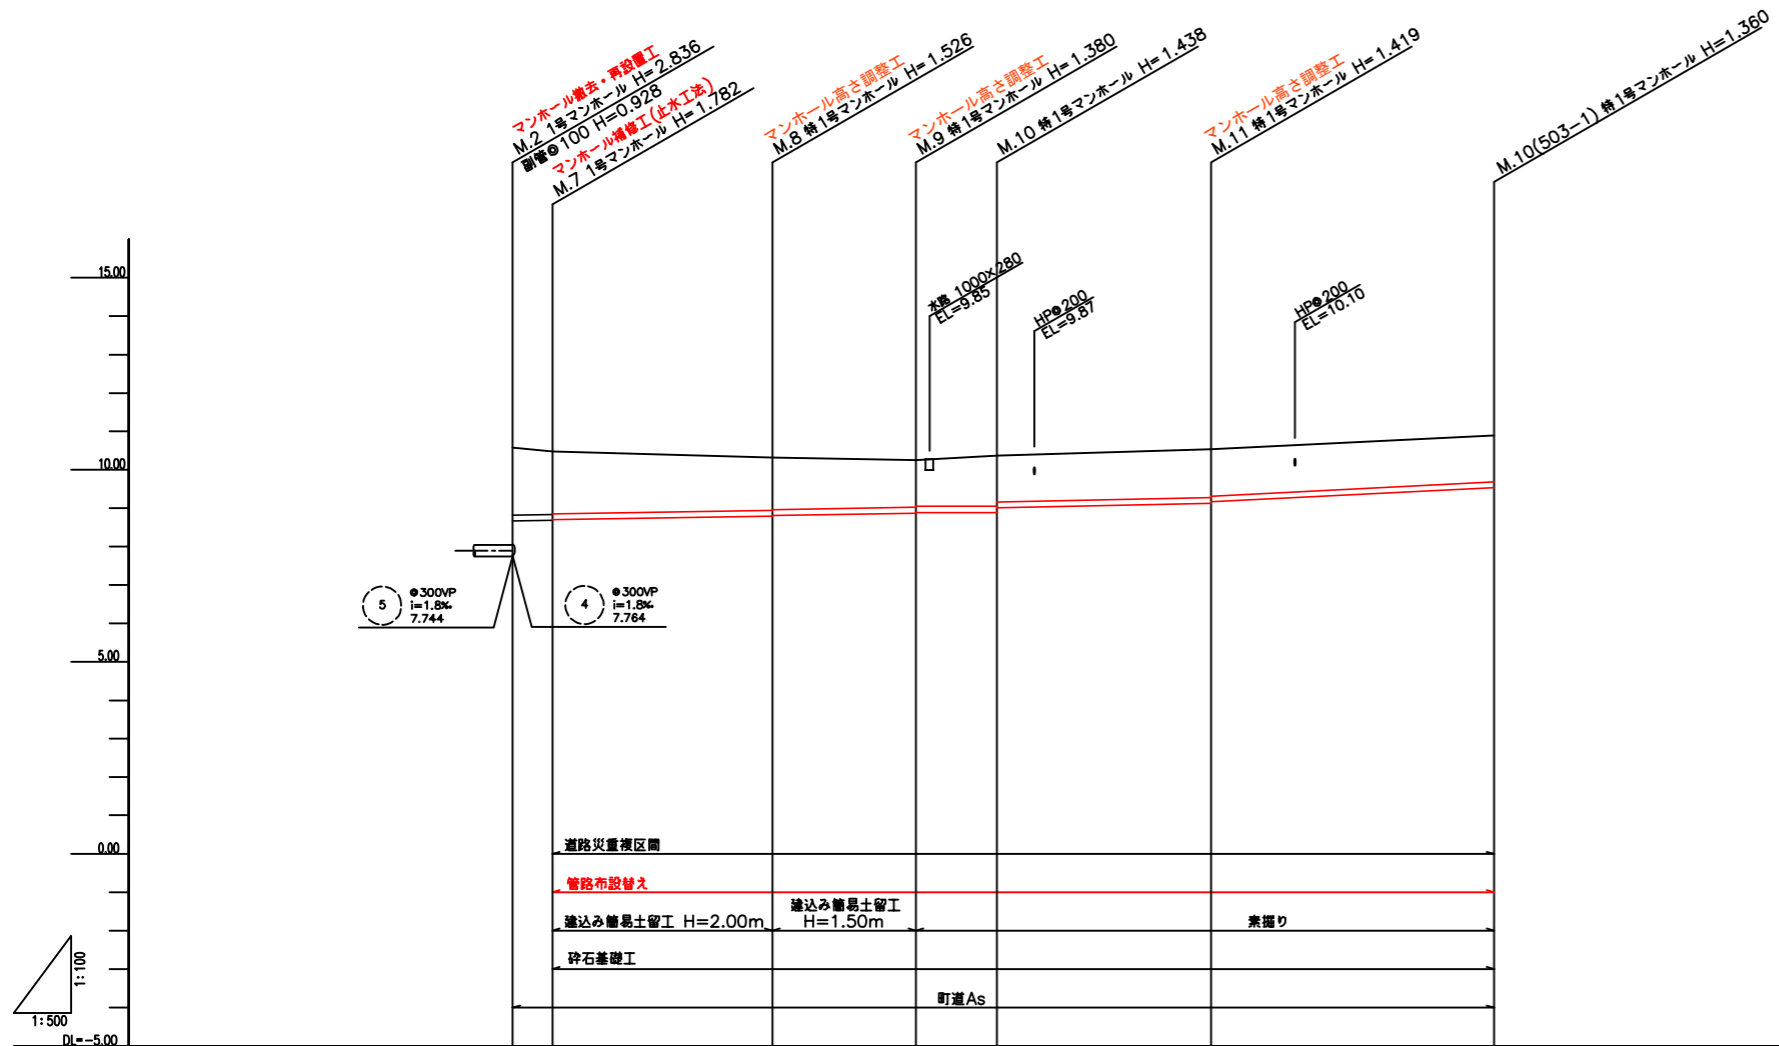 マンホール撤去・再設置工
M.2 1号マンホール H=2.836
副管◎100 H=0.928
マンホール補修工(止水工法)
M.7 1号マンホール H=1.782
マンホール高さ調整工
M.8 特1号マンホール H=1.526
マンホール高さ調整工
M.9 特1号マンホール H=1.380
M.10 特1号マンホール H=1.438
マンホール高さ調整工
M.11 特1号マンホール H=1.419
M.10(503-1) 特1号マンホール H=1.360
15.00
水路 1000×280
EL=9.85
HP◎200
EL=9.87
HP◎200
EL=10.10
10.00
5
◎300VP
i=1.8‰
7.744
4
◎300VP
i=1.8‰
7.764
5.00
0.00
道路災重複区間
管路布設替え
建込み簡易土留工 H=2.00m
建込み簡易土留工
H=1.50m
素掘り
砕石基礎工
町道As
1:100
1:500
DL=-5.00